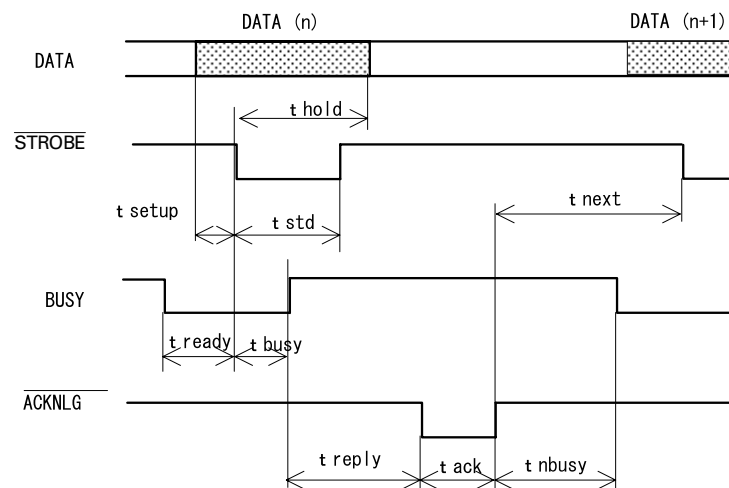 DATA (n)
DATA (n+1)
DATA
t hold
STROBE
t setup
t std
t next
BUSY
t ready
t busy
ACKNLG
t reply
t ack
t nbusy